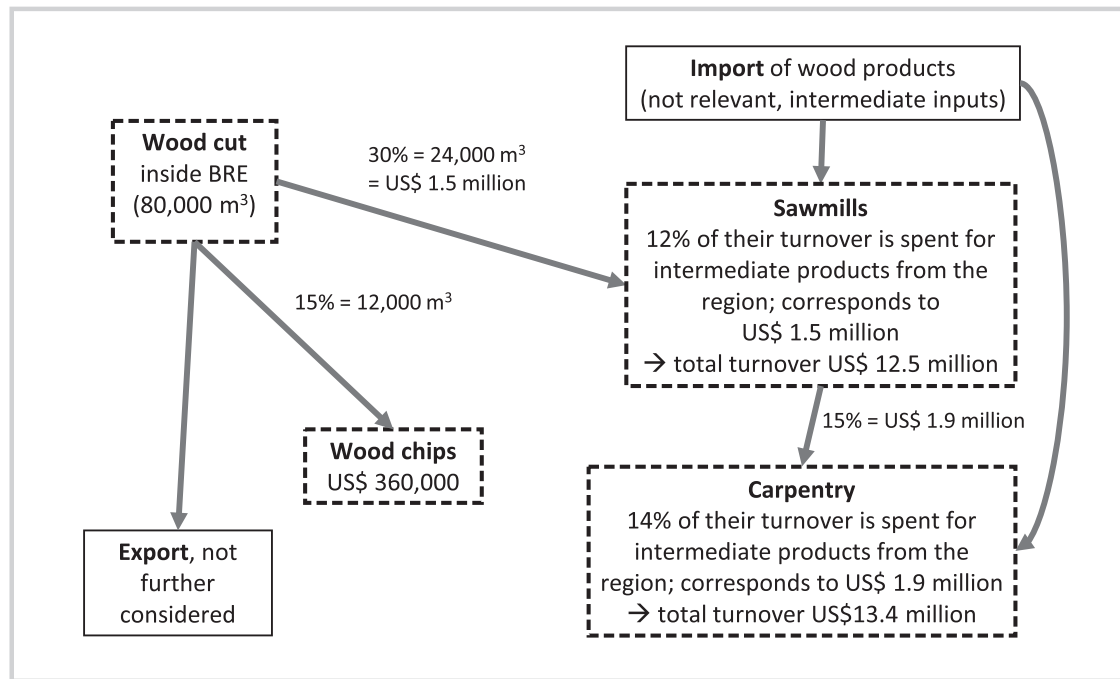 Import of wood products
(not relevant, intermediate inputs)
Wood cut
inside BRE
(80,000 m³)
30% = 24,000 m³
= US$ 1.5 million
Sawmills
12% of their turnover is spent for
intermediate products from the
region; corresponds to
US$ 1.5 million
→ total turnover US$ 12.5 million
15% = 12,000 m³
15% = US$ 1.9 million
Wood chips
US$ 360,000
Carpentry
14% of their turnover is spent for
intermediate products from the
region; corresponds to US$ 1.9 million
→ total turnover US$13.4 million
Export, not
further
considered